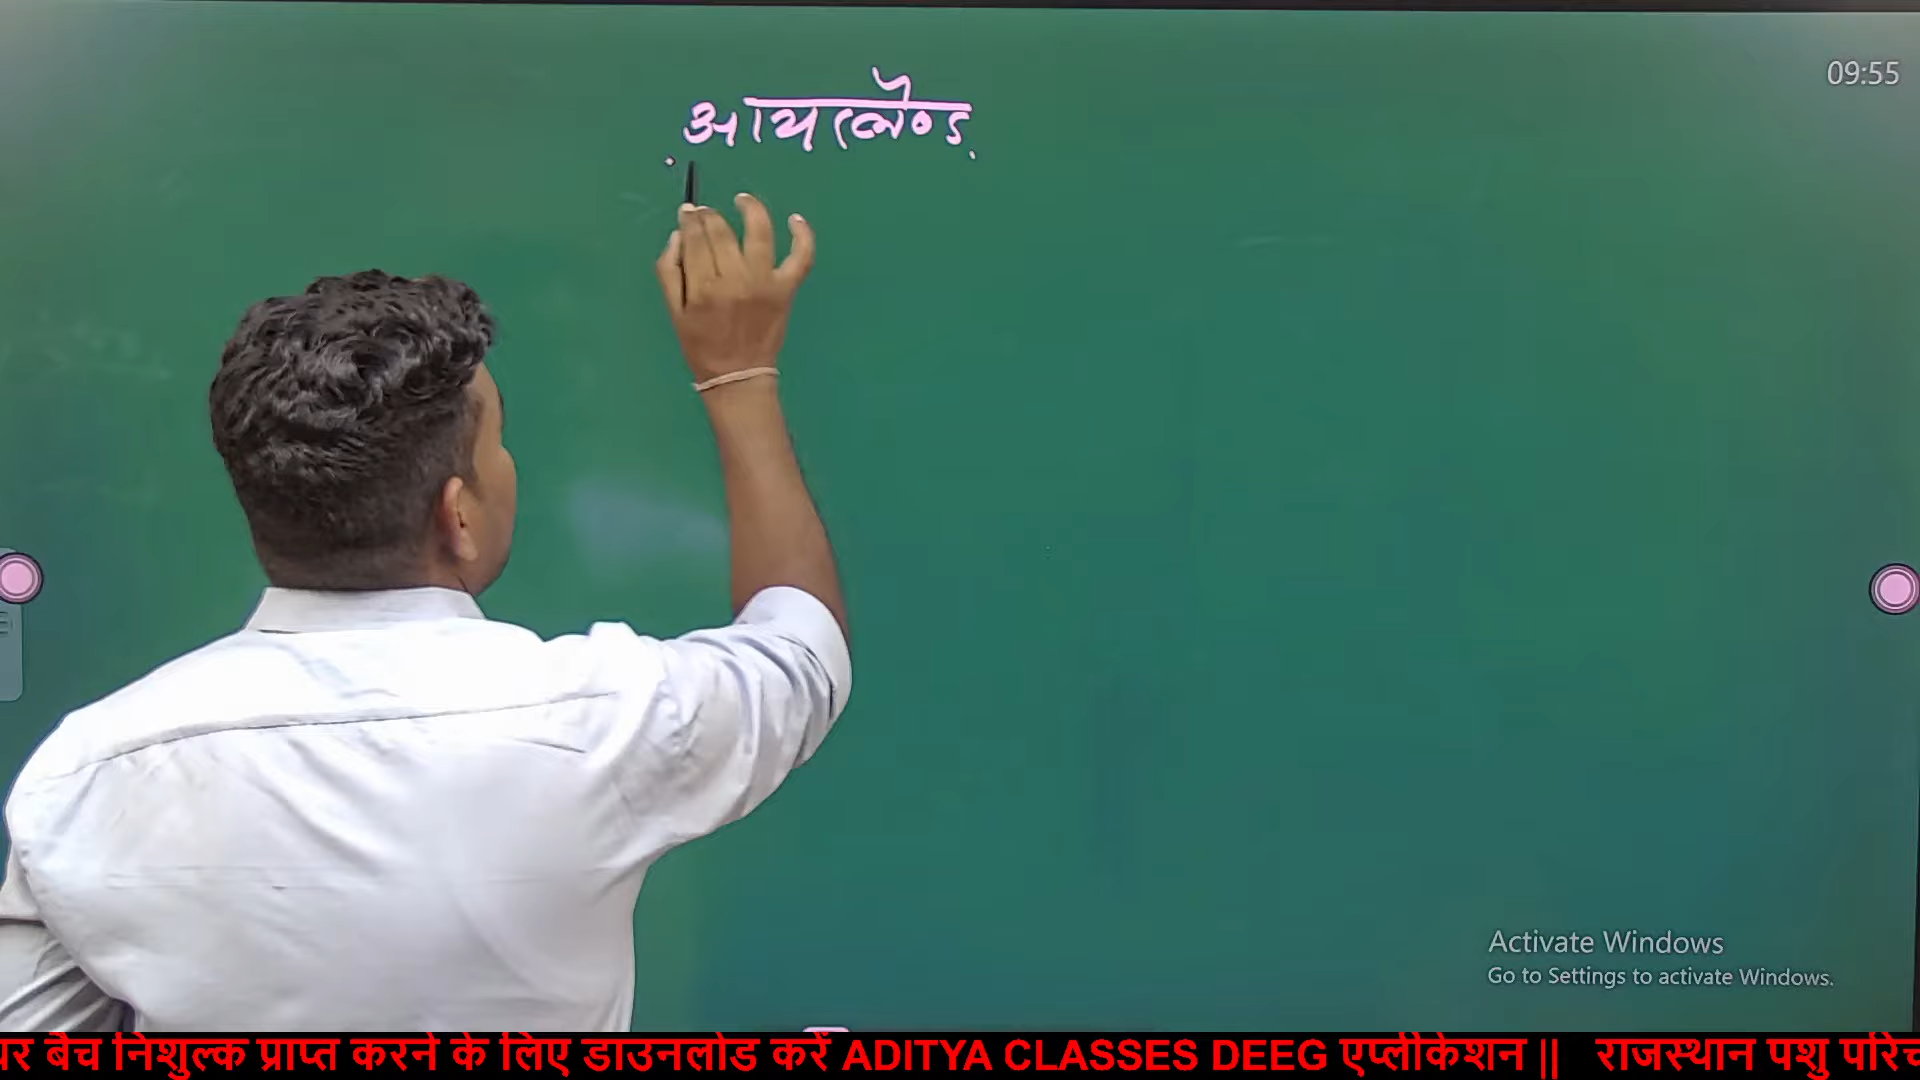 09:55
आयरलैण्ड
Activate Windows
Go to Settings to activate Windows.
बैच निशुल्क प्राप्त करने के लिए डाउनलोड करें ADITYA CLASSES DEEG एप्लीकेशन || राजस्थान पशु